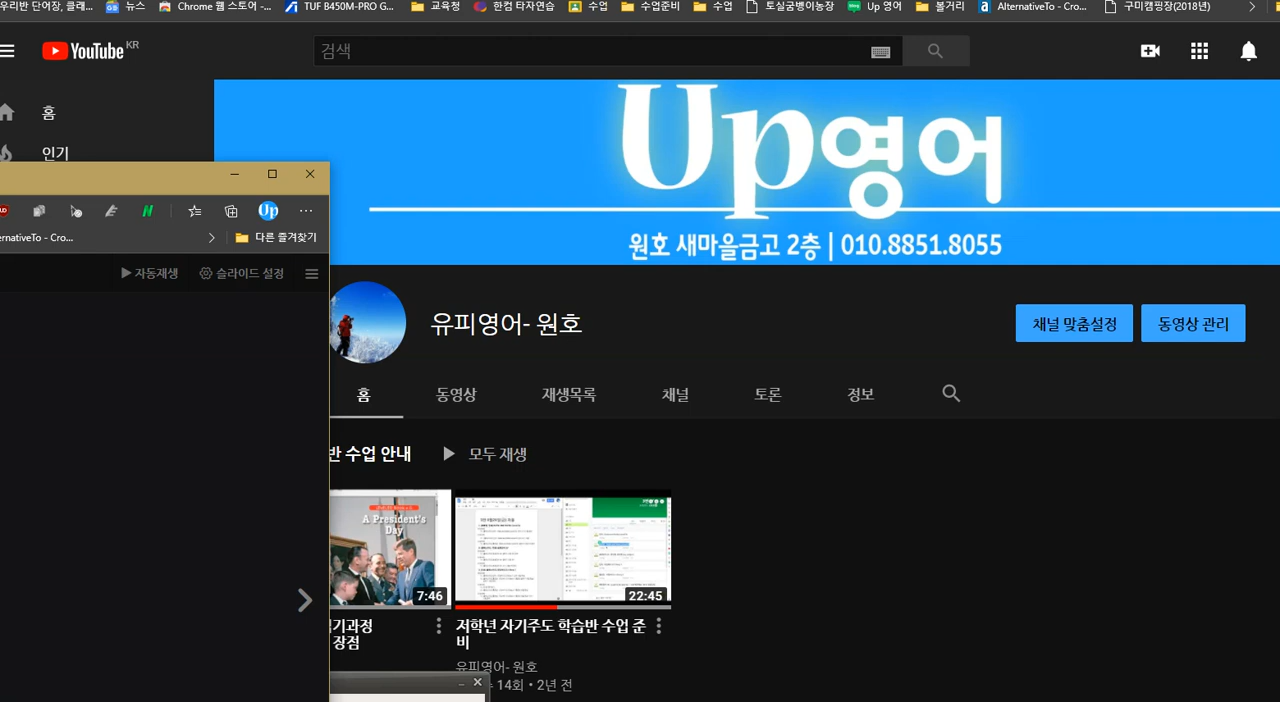 우리반 단어장, 클래... 뉴스 Chrome 웹 스토어 -... TUF B450M-PRO G... 교육청 한컴 타자연습 수업 수업준비 수업 토실굼벵이농장 Up 영어 볼거리 AlternativeTo - Cro... 구미캠핑장(2018년)
YouTube KR
검색
홈
인기
Up영어
원호 새마을금고 2층 | 010.8851.8055
Up
ernativeTo - Cro... 다른 즐겨찾기
자동재생 슬라이드 설정
유피영어- 원호
채널 맞춤설정 동영상 관리
홈 동영상 재생목록 채널 토론 정보
반 수업 안내 모두 재생
A President's
Day
7:46
22:45
기과정
장점
저학년 자기주도 학습반 수업 준
비
유피영어- 원호
14회 • 2년 전